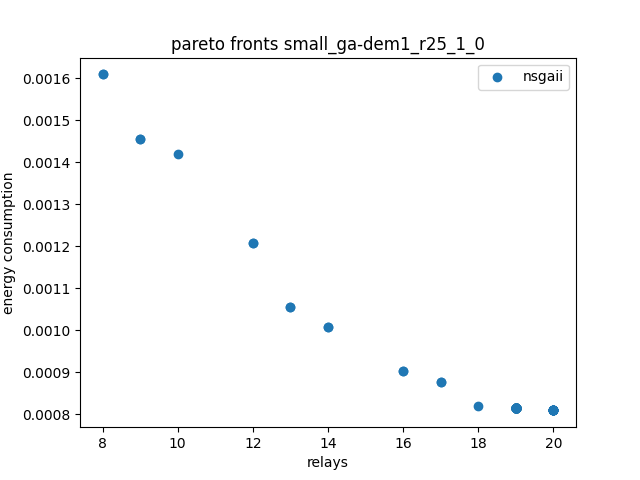 pareto fronts small_ga-dem1_r25_1_0
nsgaii
0.0016
0.0015
0.0014
0.0013
0.0012
0.0011
0.0010
0.0009
0.0008
energy consumption
8 10 12 14 16 18 20
relays